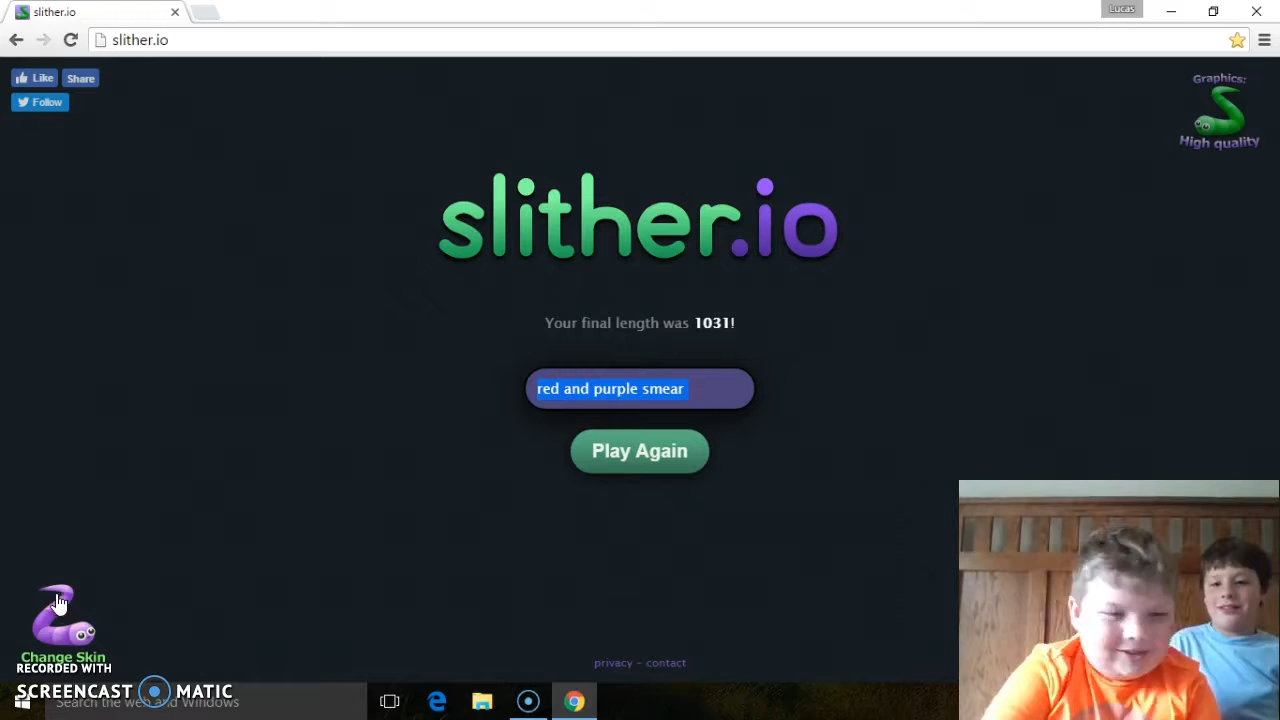 slither.io
Lucas
slither.io
Like Share
Follow
Graphics:
High quality
slither.io
Your final length was 1031!
red and purple smear
Play Again
Change Skin
RECORDED WITH
SCREENCAST MATIC
Search the web and Windows
privacy - contact